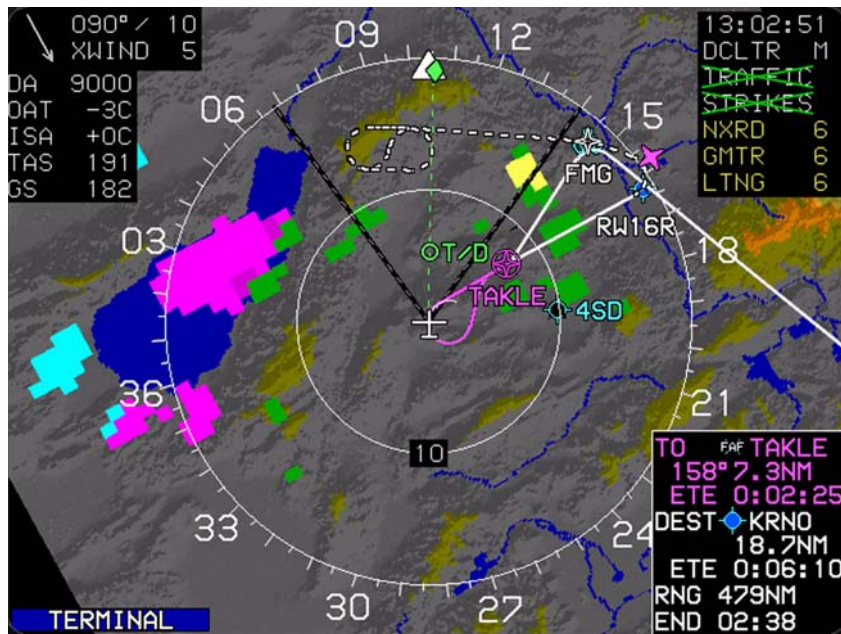 090°/ 10
XWIND 5
DA 9000
OAT -3C
ISA +0C
TAS 191
GS 182
13:02:51
DCLTR M
TRAFFIC
STRIKES
NXRD 6
GMTR 6
LTNG 6
09
12
06
15
FMG
RW16R
03
18
T/D
TAKLE
4SD
36
21
10
33
24
30
27
TO FAF TAKLE
158° 7.3NM
ETE 0:02:25
DEST KRNO
18.7NM
ETE 0:06:10
RNG 479NM
END 02:38
TERMINAL